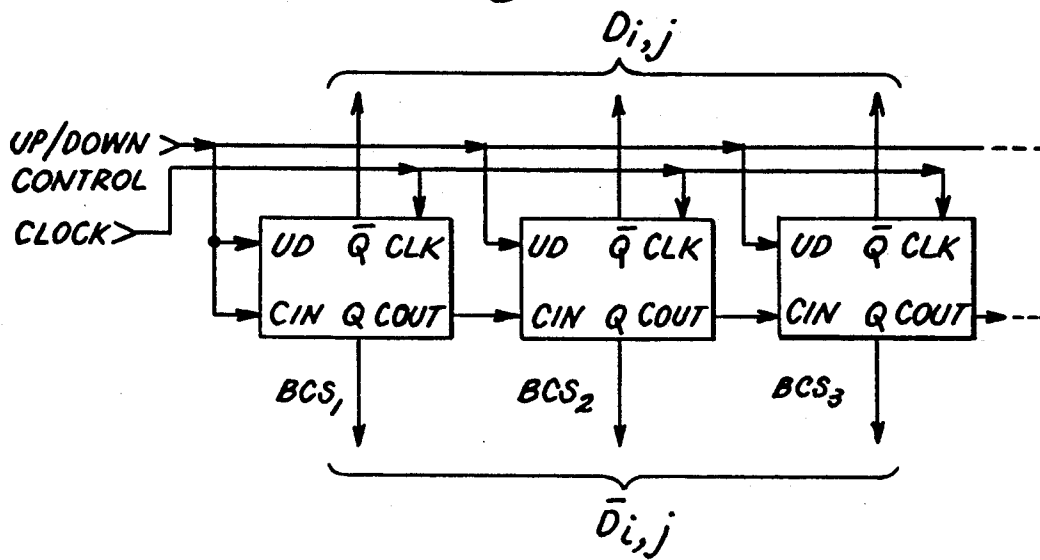 Di,j
UP/DOWN
CONTROL
CLOCK
UD Q̅ CLK
CIN Q COUT
UD Q̅ CLK
CIN Q COUT
UD Q̅ CLK
CIN Q COUT
BCS₁
BCS₂
BCS₃
D̅i,j